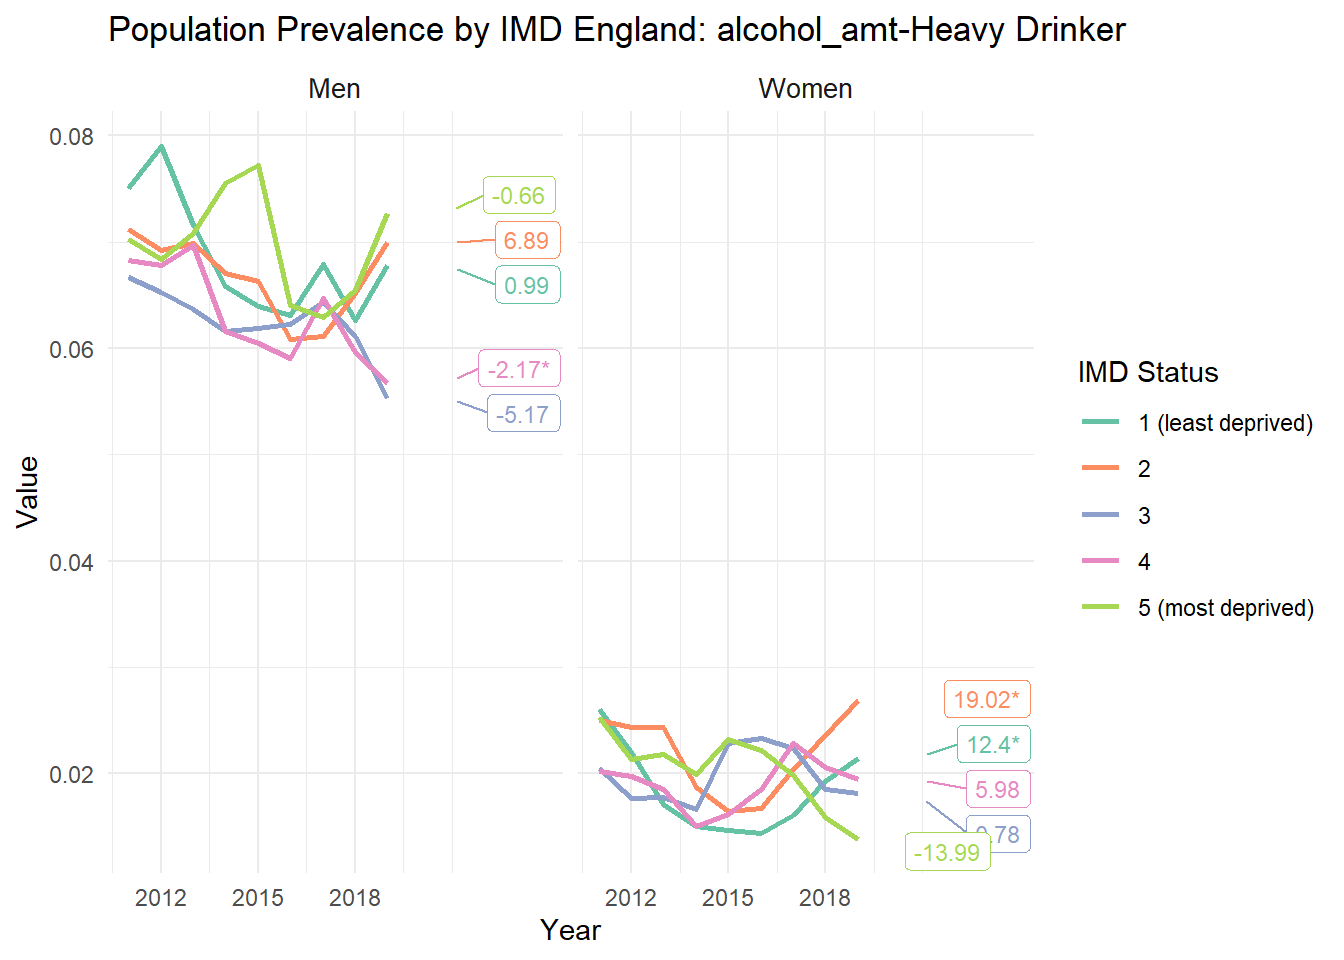 Population Prevalence by IMD England: alcohol_amt-Heavy Drinker
Men
Women
0.08
0.06
0.04
0.02
Value
-0.66
6.89
0.99
-2.17*
-5.17
19.02*
12.4*
5.98
.78
-13.99
2012
2015
2018
2012
2015
2018
Year
IMD Status
1 (least deprived)
2
3
4
5 (most deprived)